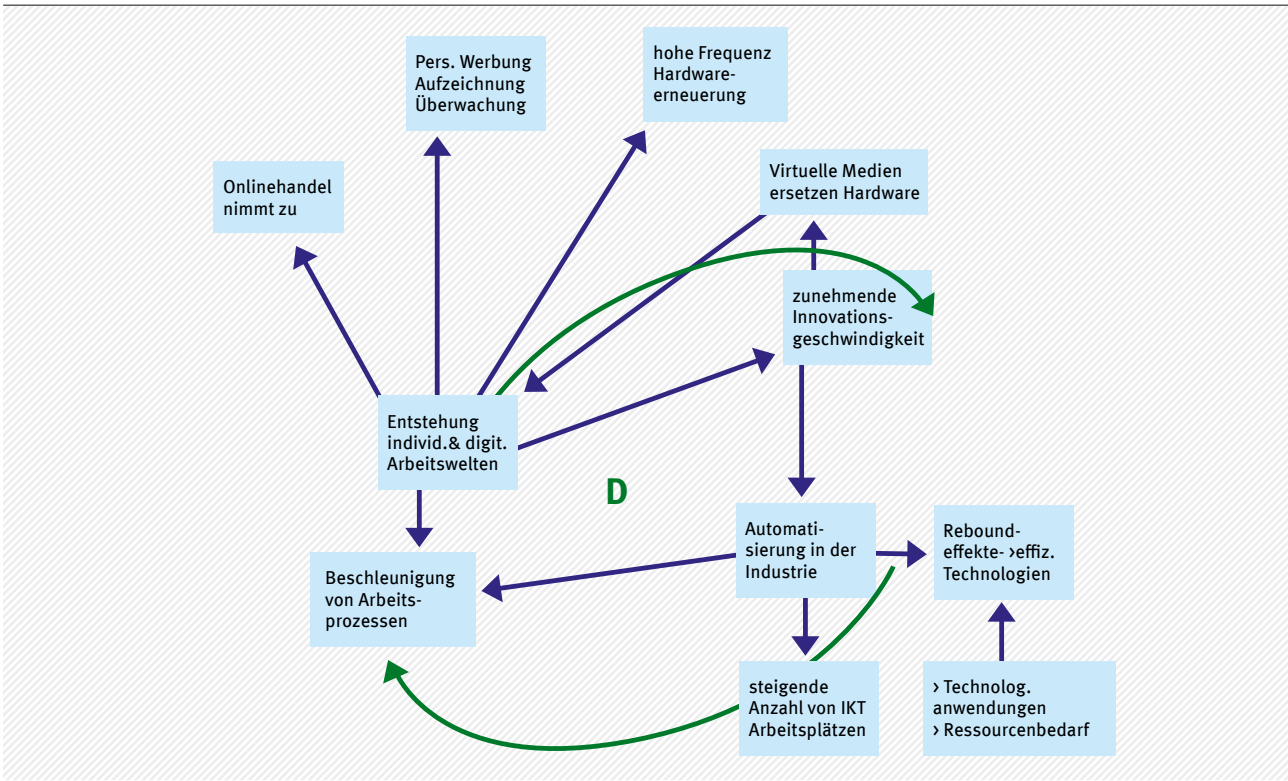 Pers. Werbung
Aufzeichnung
Überwachung
hohe Frequenz
Hardware-
erneuerung
Onlinehandel
nimmt zu
Virtuelle Medien
ersetzen Hardware
zunehmende
Innovations-
geschwindigkeit
Entstehung
individ.& digit.
Arbeitswelten
D
Beschleunigung
von Arbeits-
prozessen
Automati-
sierung in der
Industrie
Rebound-
effekte- ›effiz.
Technologien
steigende
Anzahl von IKT
Arbeitsplätzen
› Technolog.
anwendungen
› Ressourcenbedarf